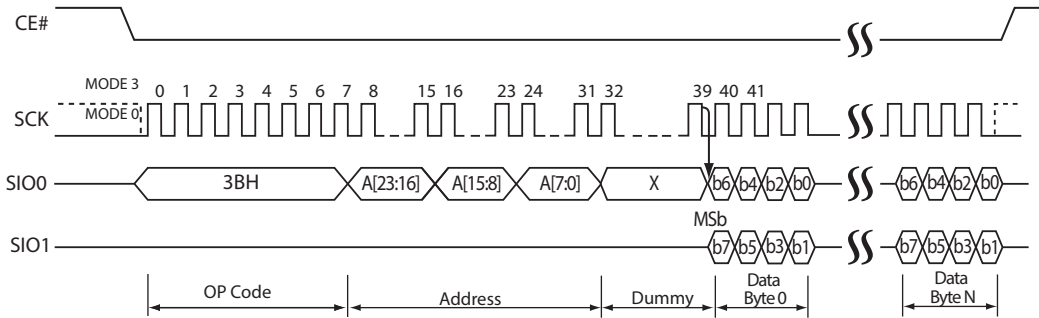 CE#
MODE 3
0 1 2 3 4 5 6 7 8 15 16 23 24 31 32 39 40 41
SCK
MODE 0
SIO0 3BH A[23:16] A[15:8] A[7:0] X b6 b4 b2 b0 b6 b4 b2 b0
MSb
SIO1 b7 b5 b3 b1 b7 b5 b3 b1
OP Code Address Dummy
Data
Byte 0
Data
Byte N